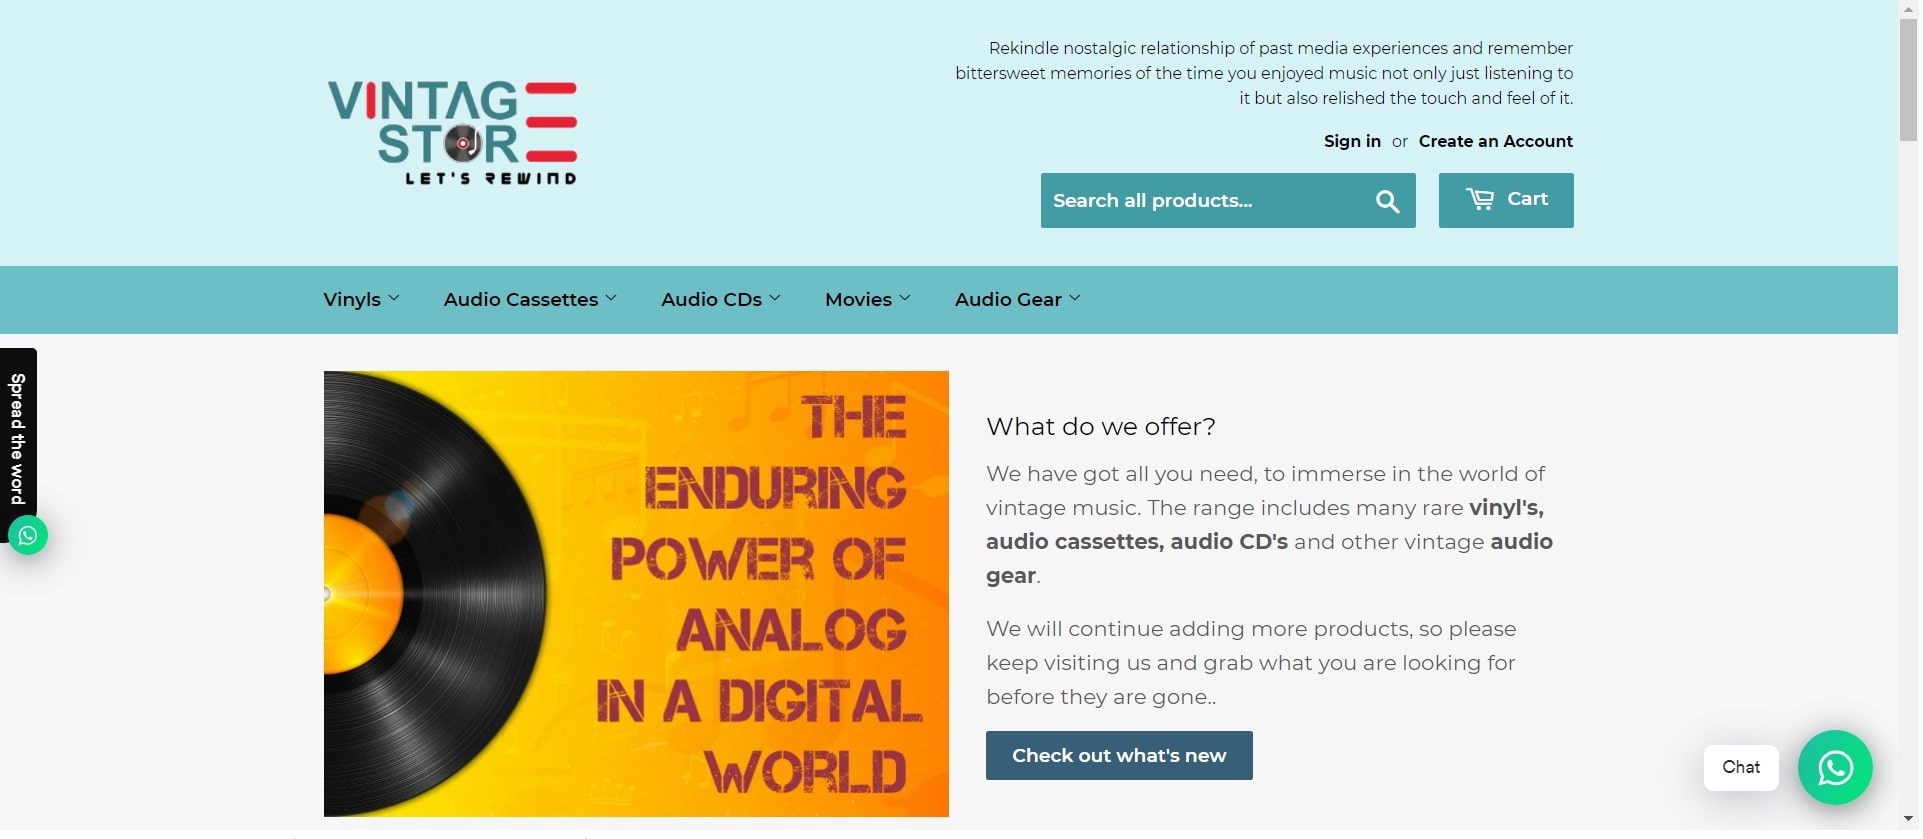 Rekindle nostalgic relationship of past media experiences and remember
bittersweet memories of the time you enjoyed music not only just listening to
it but also relished the touch and feel of it.
VINTAGE
STORE
LET'S REWIND
Sign in or Create an Account
Search all products...
Cart
Vinyls
Audio Cassettes
Audio CDs
Movies
Audio Gear
Spread the word
THE
ENDURING
POWER OF
ANALOG
IN A DIGITAL
WORLD
What do we offer?
We have got all you need, to immerse in the world of
vintage music. The range includes many rare vinyl's,
audio cassettes, audio CD's and other vintage audio
gear.
We will continue adding more products, so please
keep visiting us and grab what you are looking for
before they are gone..
Check out what's new
Chat